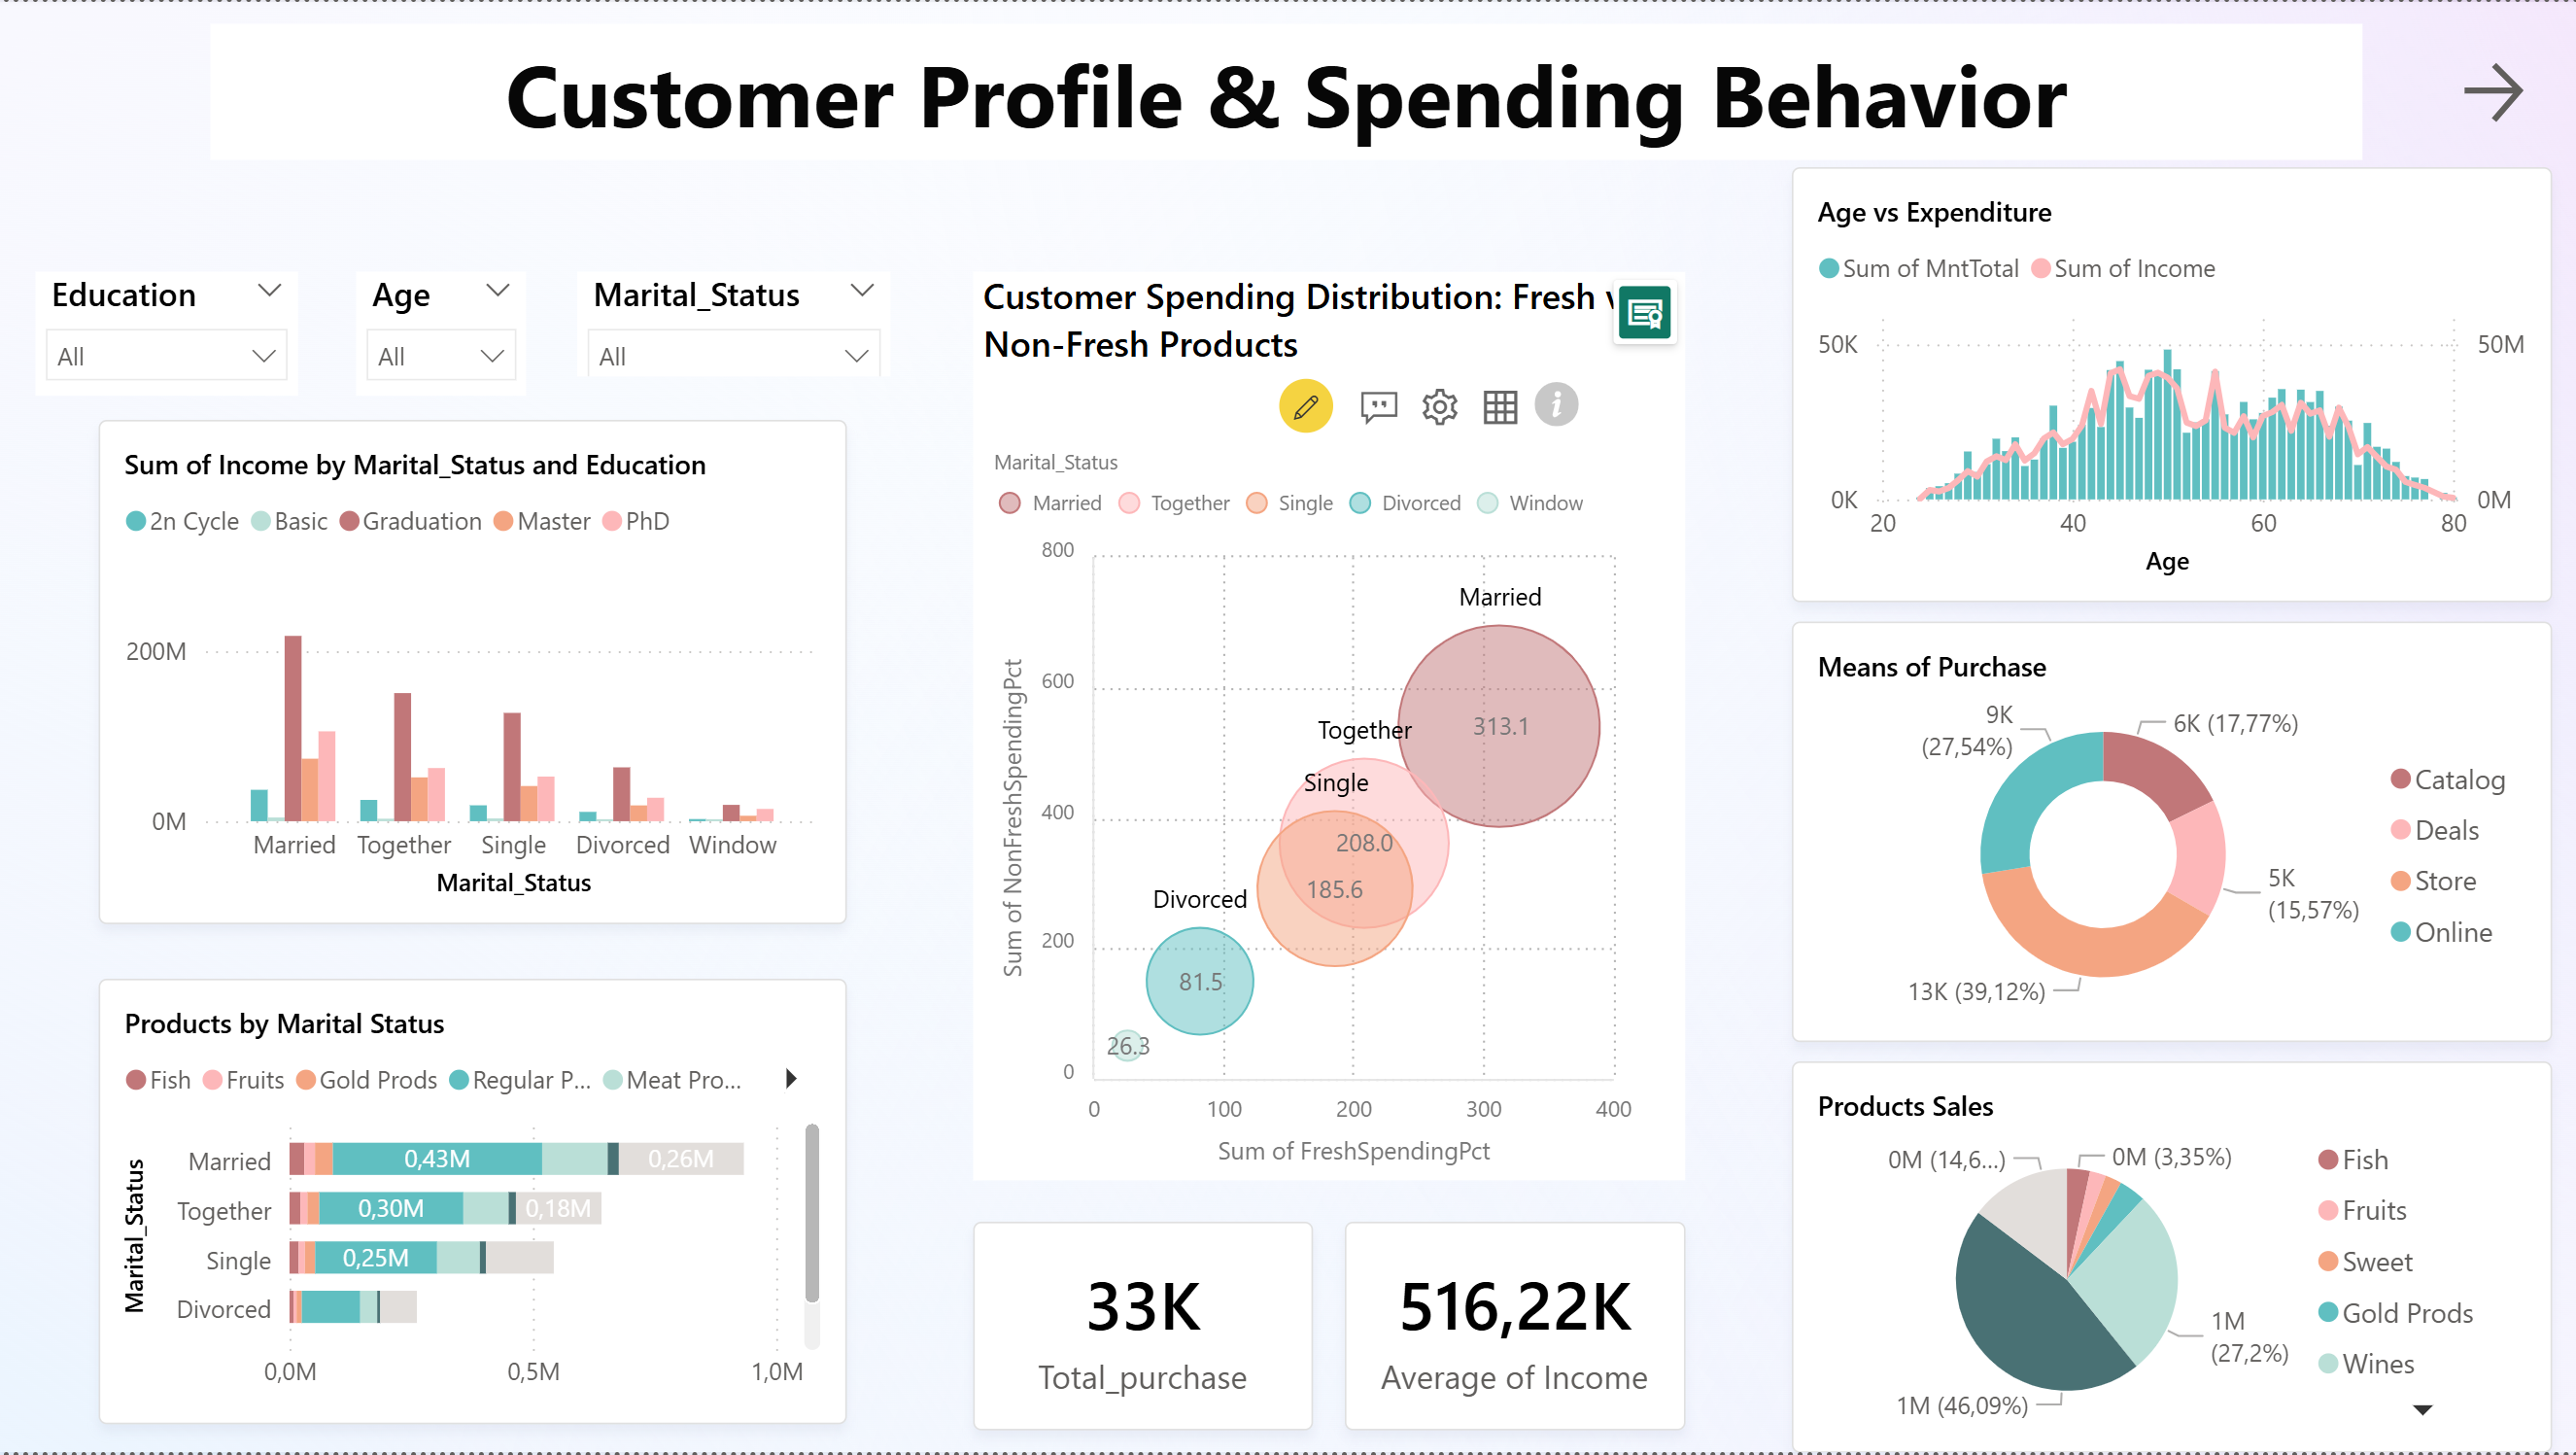 Customer Profile & Spending Behavior
Education
All
Age
All
Marital_Status
All
Sum of Income by Marital_Status and Education
2n Cycle Basic Graduation Master PhD
200M
0M
Married Together Single Divorced Window
Marital_Status
Products by Marital Status
Fish Fruits Gold Prods Regular P... Meat Pro...
Marital_Status
Married 0,43M 0,26M
Together 0,30M 0,18M
Single 0,25M
Divorced
0,0M 0,5M 1,0M
Customer Spending Distribution: Fresh v
Non-Fresh Products
Marital_Status
Married Together Single Divorced Window
Sum of NonFreshSpendingPct
800
600
400
200
0
Married
313.1
Together
Single
208.0
185.6
Divorced
81.5
26.3
0 100 200 300 400
Sum of FreshSpendingPct
33K
Total_purchase
516,22K
Average of Income
Age vs Expenditure
Sum of MntTotal Sum of Income
50K 50M
0K 0M
20 40 60 80
Age
Means of Purchase
9K
(27,54%)
6K (17,77%)
5K
(15,57%)
13K (39,12%)
Catalog
Deals
Store
Online
Products Sales
0M (14,6...)
0M (3,35%)
1M
(27,2%)
1M (46,09%)
Fish
Fruits
Sweet
Gold Prods
Wines